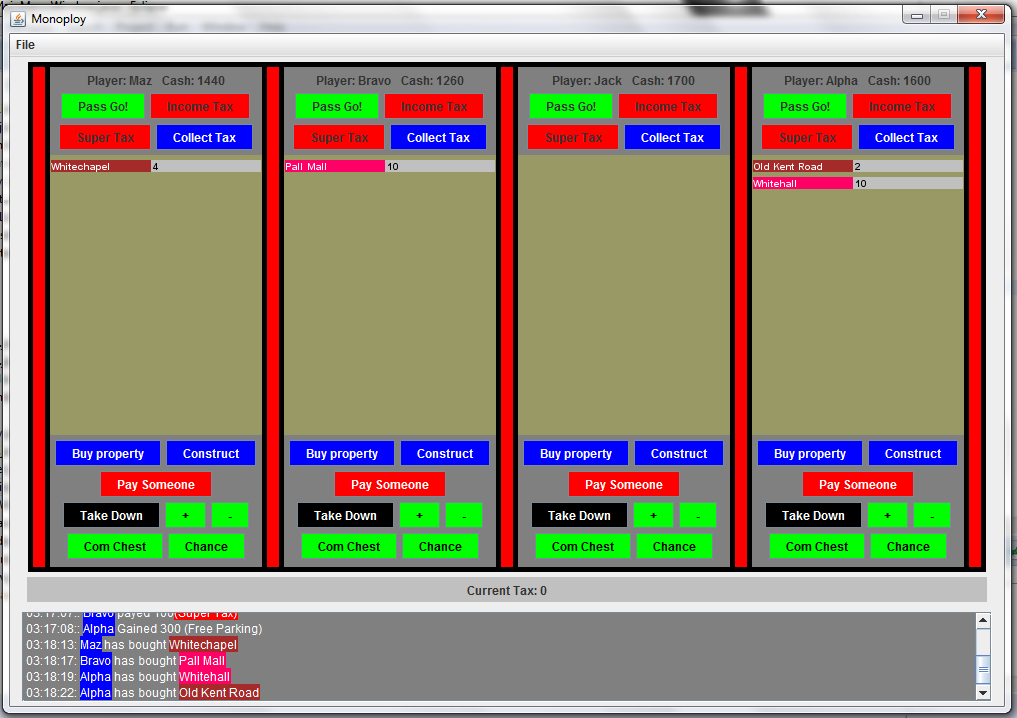 Monoploy
File
Player: Maz Cash: 1440
Pass Go! Income Tax
Super Tax Collect Tax
Whitechapel 4
Buy property Construct
Pay Someone
Take Down + -
Com Chest Chance
Player: Bravo Cash: 1260
Pass Go! Income Tax
Super Tax Collect Tax
Pall Mall 10
Buy property Construct
Pay Someone
Take Down + -
Com Chest Chance
Player: Jack Cash: 1700
Pass Go! Income Tax
Super Tax Collect Tax
Buy property Construct
Pay Someone
Take Down + -
Com Chest Chance
Player: Alpha Cash: 1600
Pass Go! Income Tax
Super Tax Collect Tax
Old Kent Road 2
Whitehall 10
Buy property Construct
Pay Someone
Take Down + -
Com Chest Chance
Current Tax: 0
03:17:07:: Bravo payed 100(Super Tax)
03:17:08:: Alpha Gained 300 (Free Parking)
03:18:13: Maz has bought Whitechapel
03:18:17: Bravo has bought Pall Mall
03:18:19: Alpha has bought Whitehall
03:18:22: Alpha has bought Old Kent Road